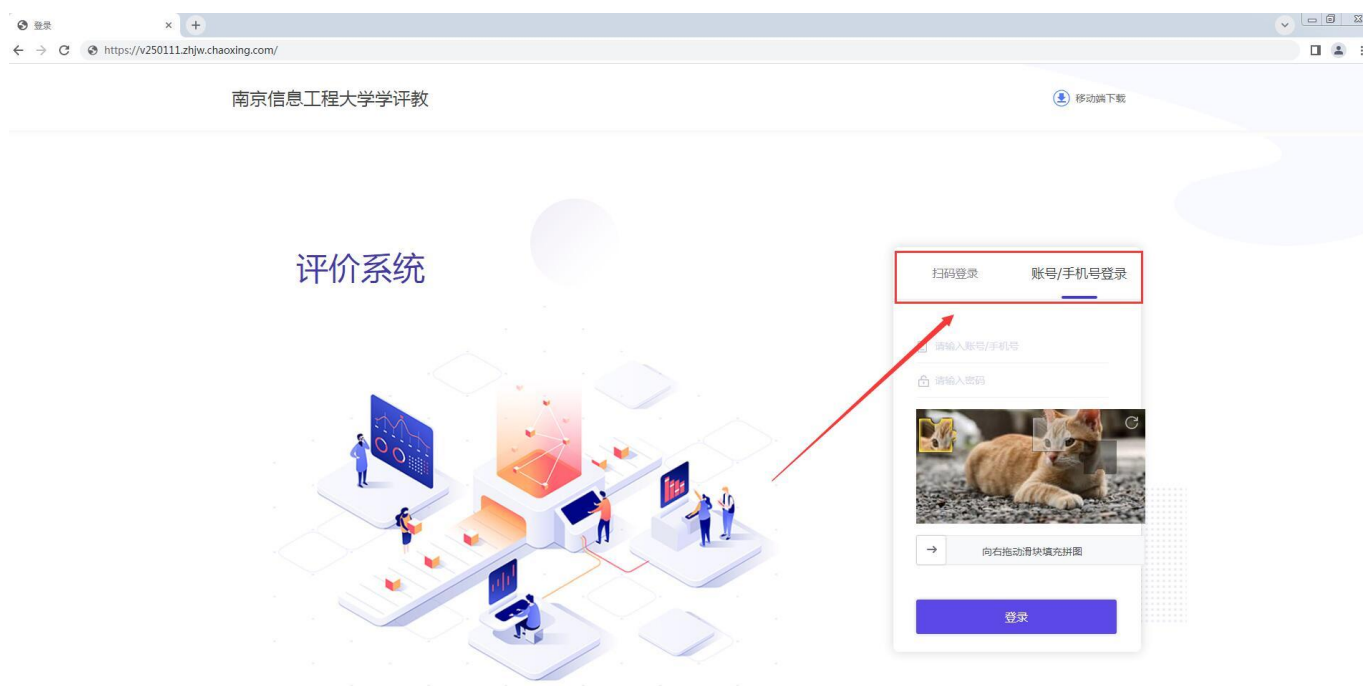 登录
https://v250111.zhjw.chaoxing.com/
南京信息工程大学学评教
移动端下载
评价系统
扫码登录
账号/手机号登录
请输入账号/手机号
请输入密码
向右拖动滑块填充拼图
登录